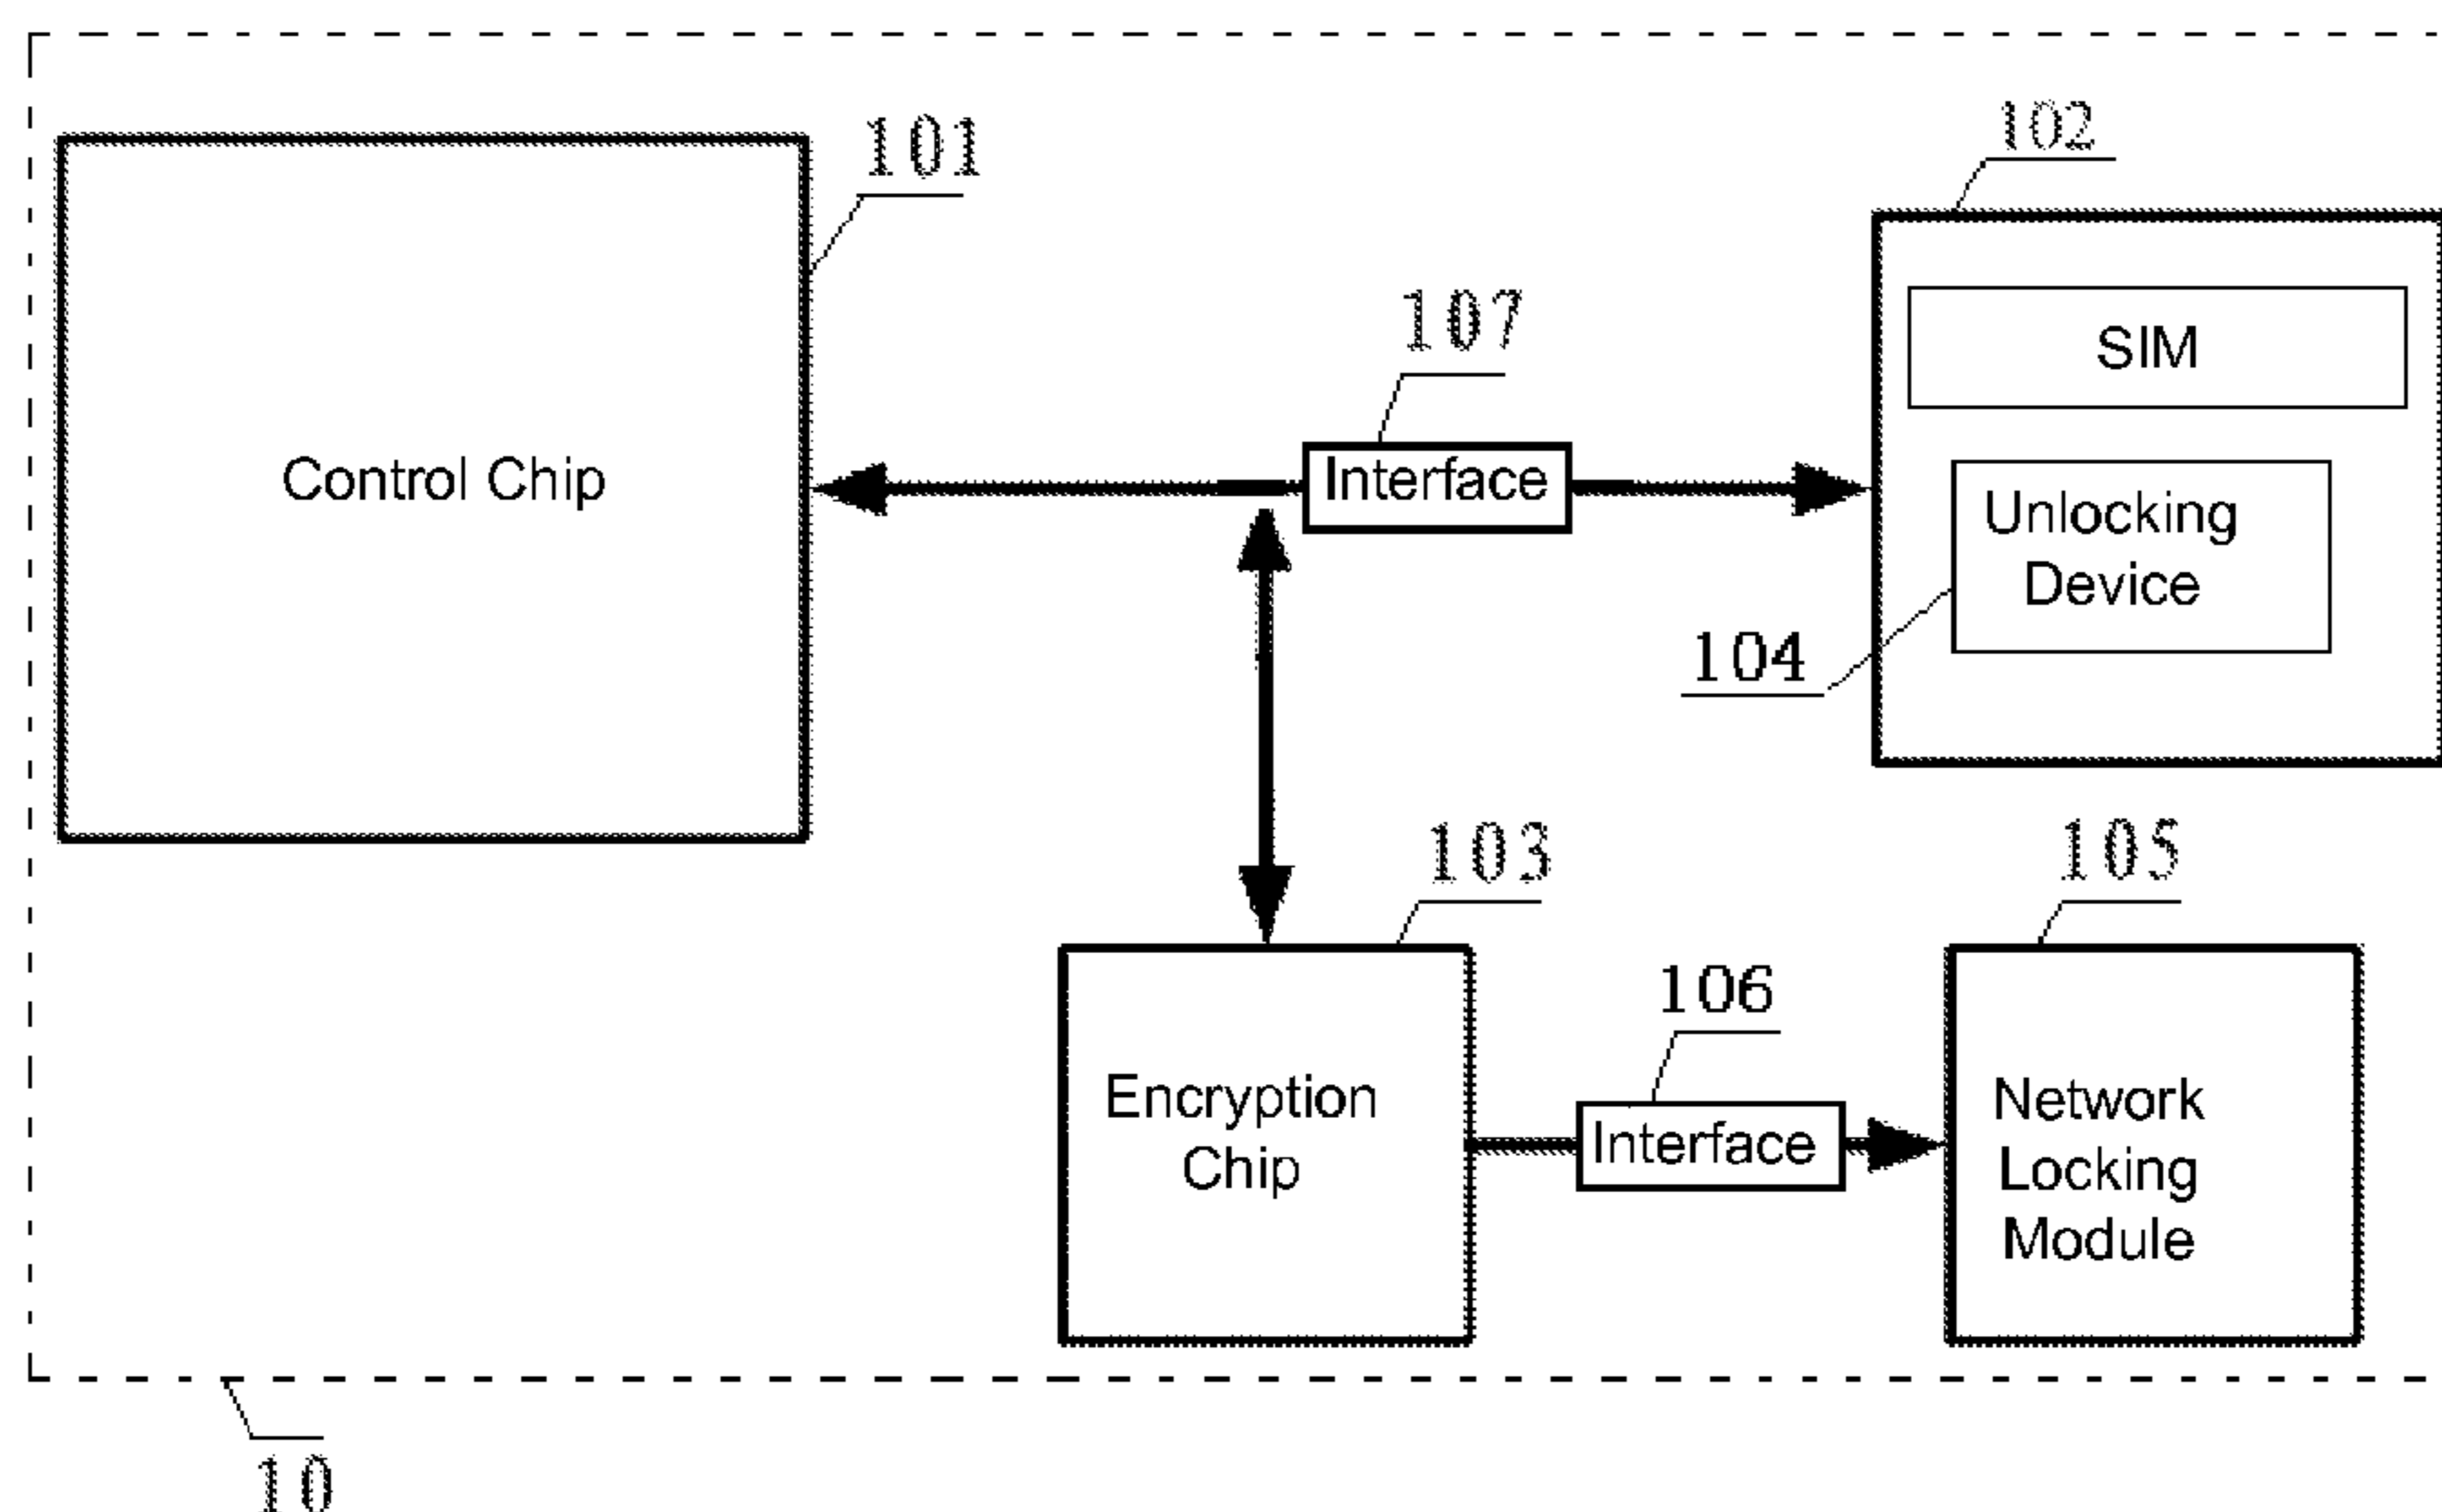 101
102
107
SIM
Control Chip
Interface
Unlocking
Device
104
103
105
106
Encryption
Chip
Interface
Network
Locking
Module
10